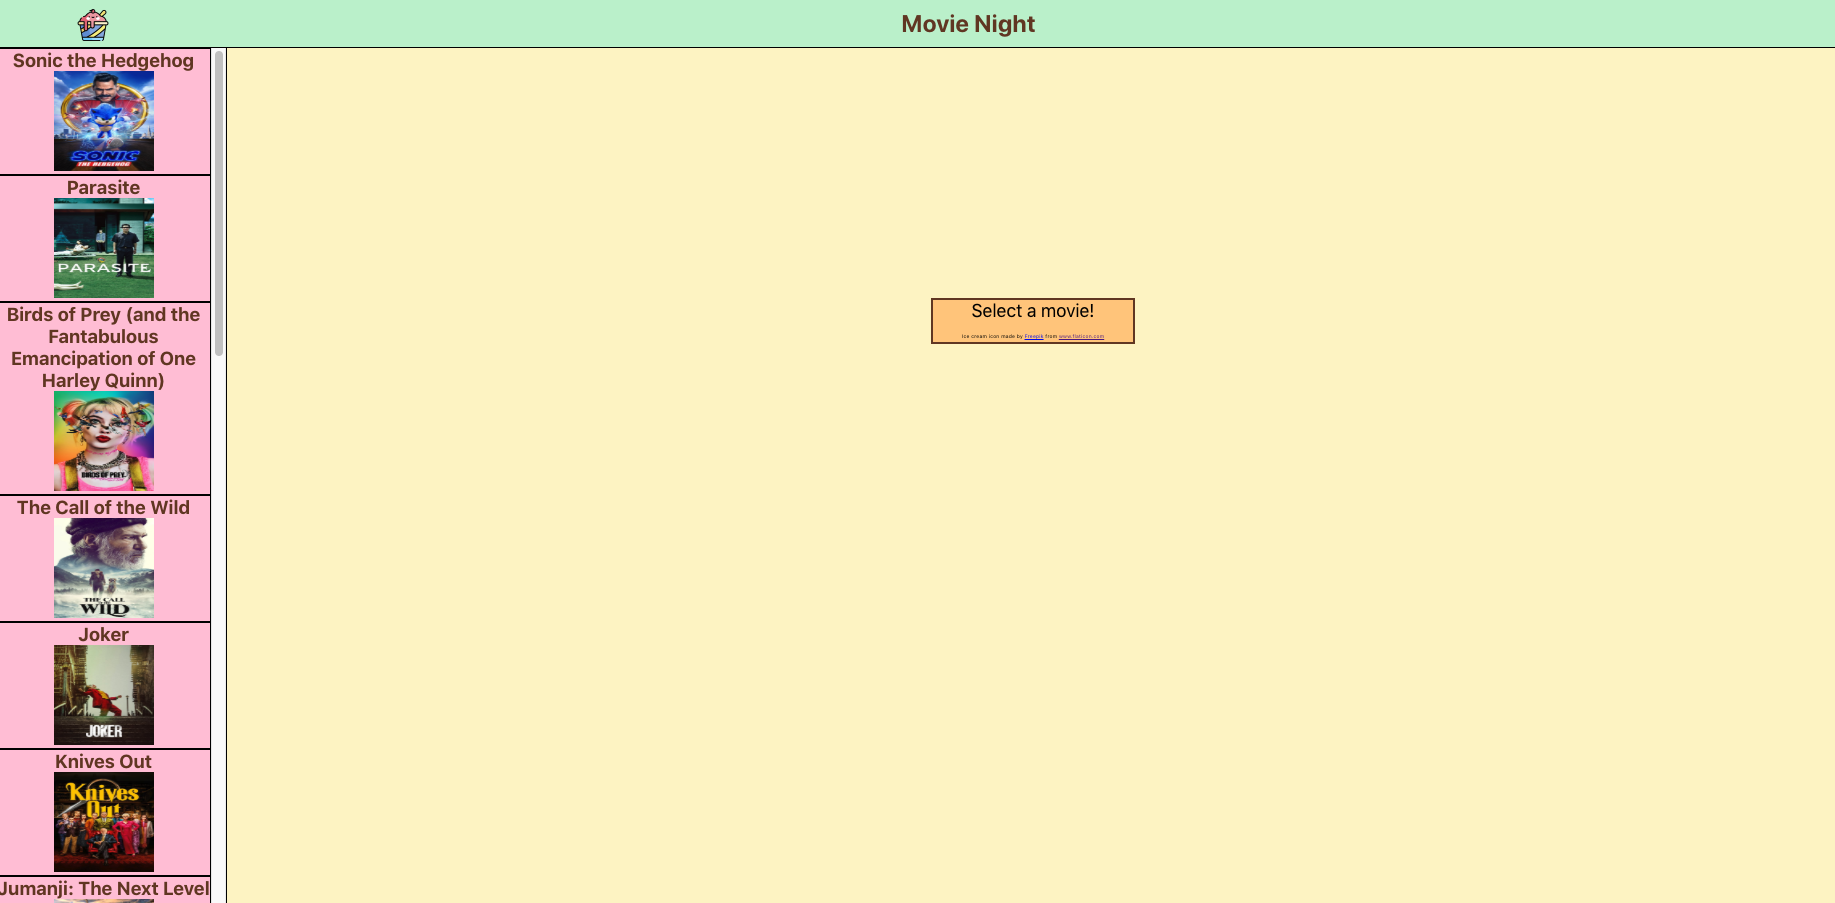 Movie Night
Sonic the Hedgehog
SONIC
THE HEDGEHOG
Parasite
PARASITE
Birds of Prey (and the
Fantabulous
Emancipation of One
Harley Quinn)
BIRDS OF PREY
The Call of the Wild
THE CALL
WILD
Joker
JOKER
Knives Out
Knives
Out
Jumanji: The Next Level
Select a movie!
Ice cream icon made by Freepik from www.flaticon.com